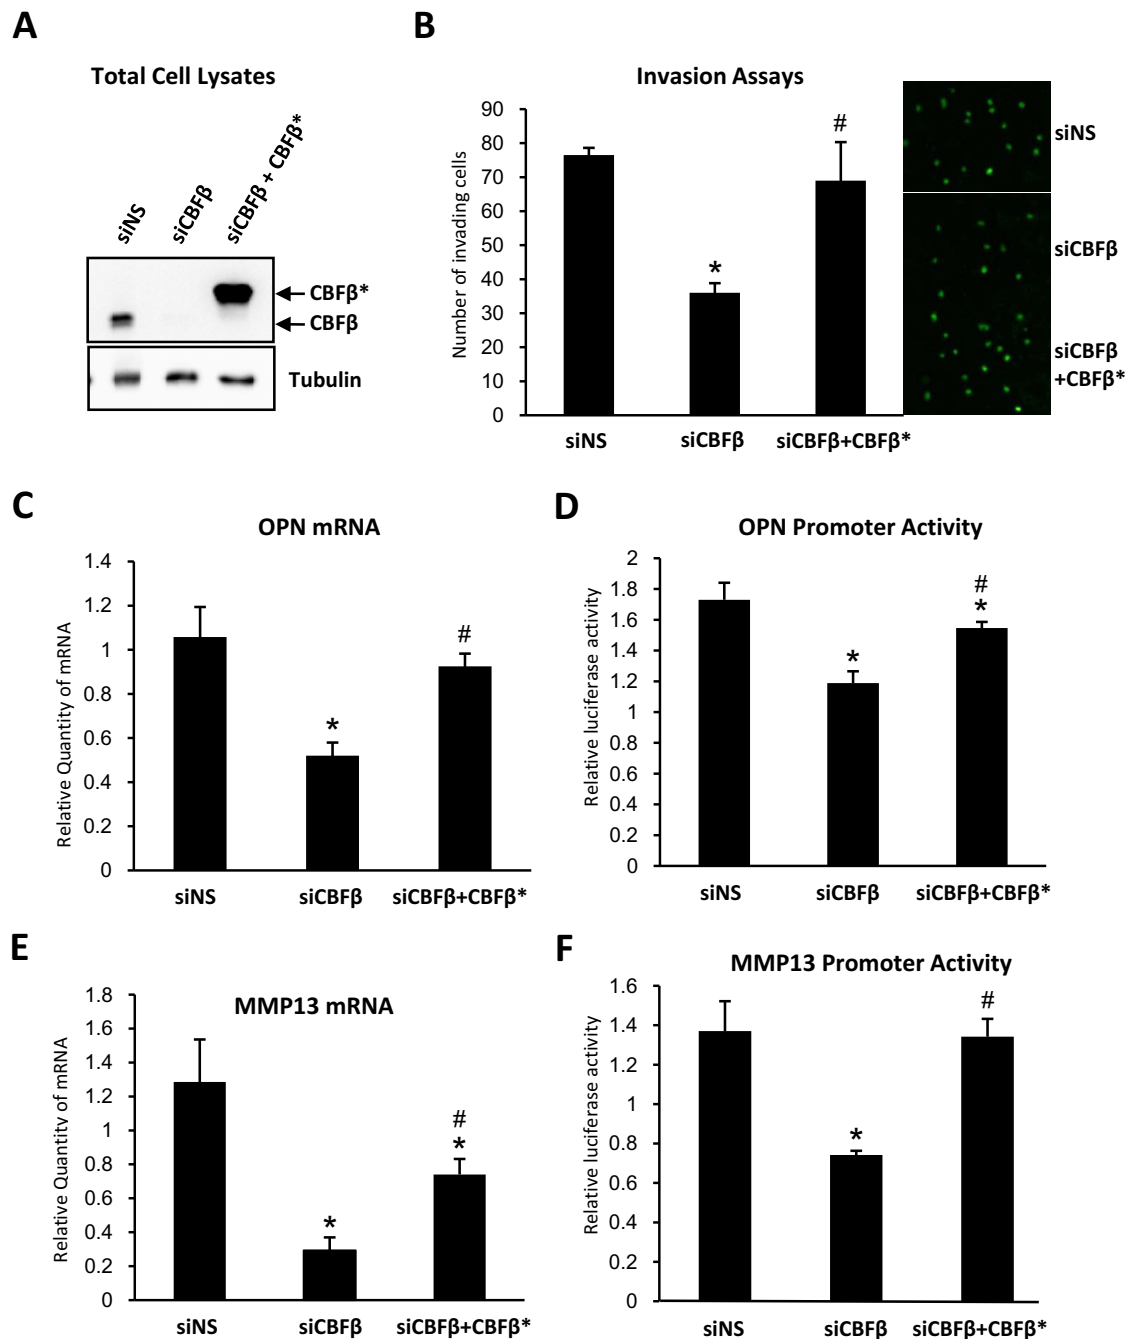 A
Total Cell Lysates
siNS
siCBFβ
siCBFβ + CBFβ*
CBFβ*
CBFβ
Tubulin
B
Invasion Assays
Number of invading cells
90
80
70
60
50
40
30
20
10
0
#
*
siNS
siCBFβ
siCBFβ+CBFβ*
siNS
siCBFβ
siCBFβ
+CBFβ*
C
OPN mRNA
Relative Quantity of mRNA
1.4
1.2
1
0.8
0.6
0.4
0.2
0
*
#
siNS
siCBFβ
siCBFβ+CBFβ*
D
OPN Promoter Activity
Relative luciferase activity
2
1.8
1.6
1.4
1.2
1
0.8
0.6
0.4
0.2
0
*
#
*
siNS
siCBFβ
siCBFβ+CBFβ*
E
MMP13 mRNA
Relative Quantity of mRNA
1.8
1.6
1.4
1.2
1
0.8
0.6
0.4
0.2
0
*
#
*
siNS
siCBFβ
siCBFβ+CBFβ*
F
MMP13 Promoter Activity
Relative luciferase activity
1.6
1.4
1.2
1
0.8
0.6
0.4
0.2
0
*
#
siNS
siCBFβ
siCBFβ+CBFβ*